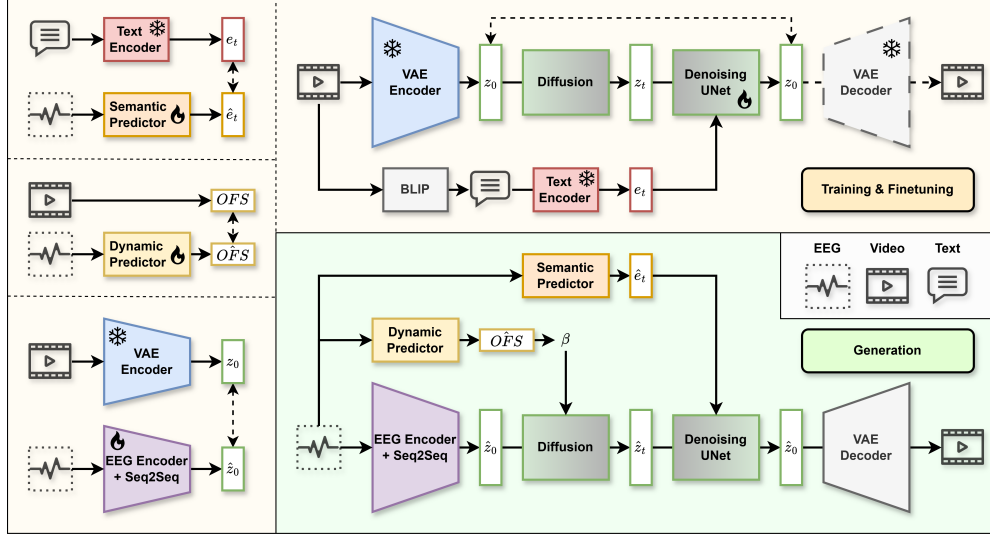 Text
Encoder
e_t
Semantic
Predictor
ê_t
OFS
Dynamic
Predictor
OF̂S
VAE
Encoder
z_0
EEG Encoder
+ Seq2Seq
ẑ_0
VAE
Encoder
z_0
Diffusion
z_t
Denoising
UNet
z_0
VAE
Decoder
BLIP
Text
Encoder
e_t
Training & Finetuning
EEG Video Text
Semantic
Predictor
ê_t
Dynamic
Predictor
OF̂S
β
Generation
EEG Encoder
+ Seq2Seq
ẑ_0
Diffusion
ẑ_t
Denoising
UNet
ẑ_0
VAE
Decoder